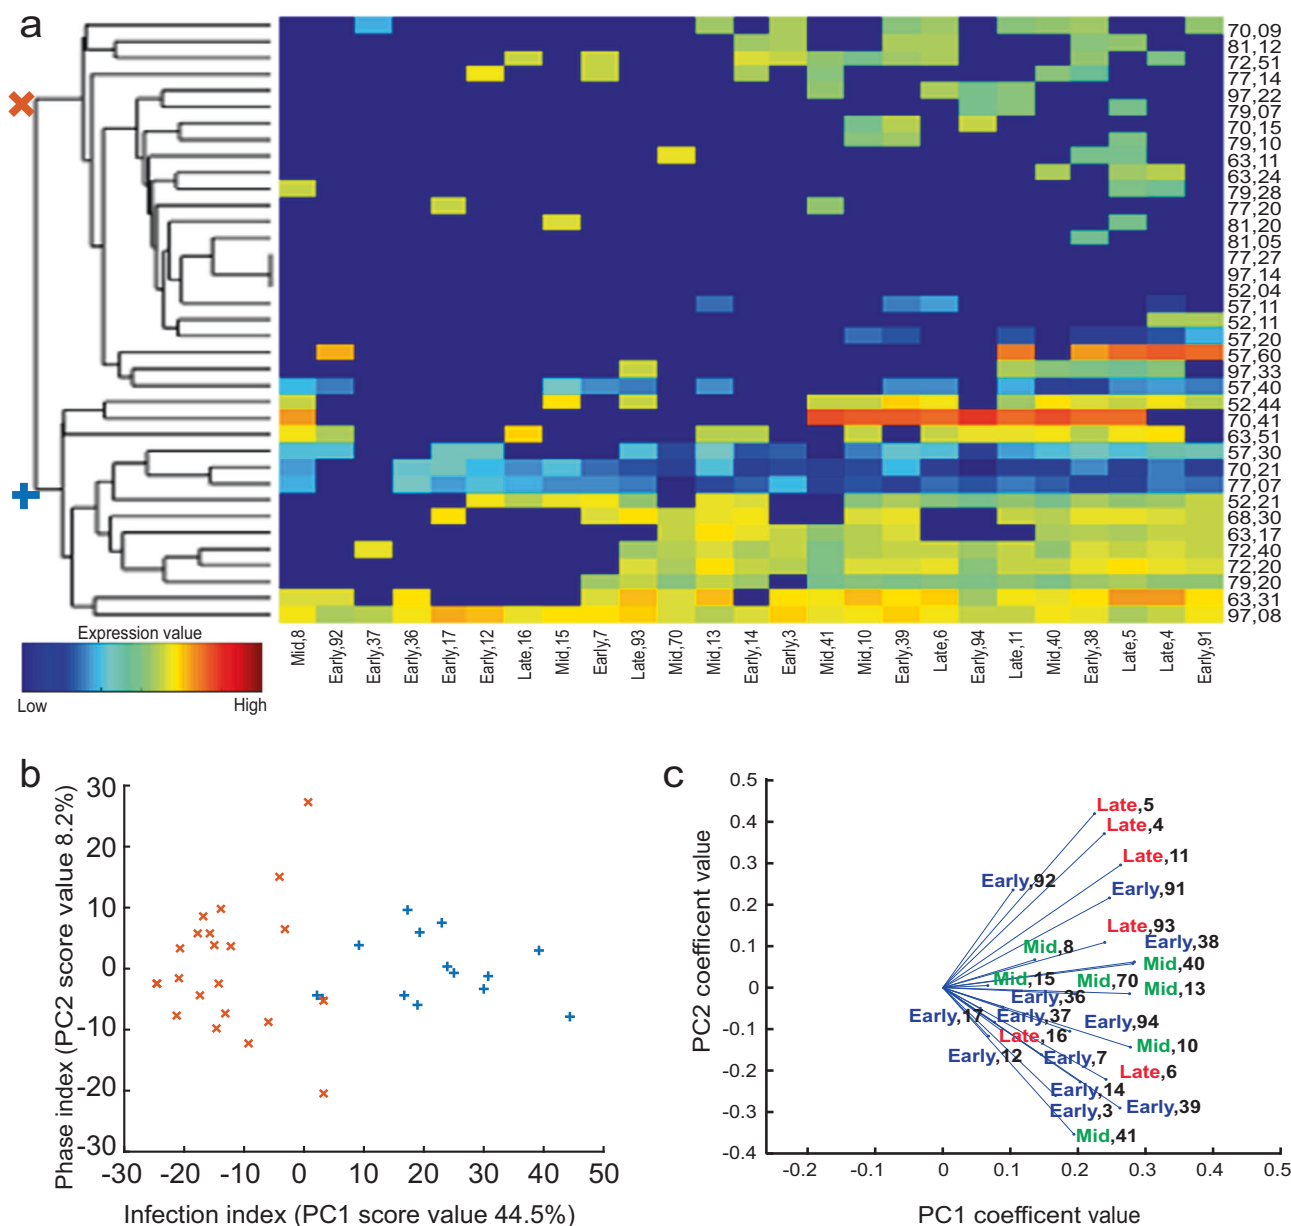 a
70,09
81,12
72,51
77,14
97,22
79,07
70,15
79,10
63,11
63,24
79,28
77,20
81,20
81,05
77,27
97,14
52,04
57,11
52,11
57,20
57,60
97,33
57,40
52,44
70,41
63,51
57,30
70,21
77,07
52,21
68,30
63,17
72,40
72,20
79,20
63,31
97,08
Expression value
Low High
Mid,8
Early,92
Early,37
Early,36
Early,17
Early,12
Late,16
Mid,15
Early,7
Late,93
Mid,70
Mid,13
Early,14
Early,3
Mid,41
Mid,10
Early,39
Late,6
Early,94
Late,11
Mid,40
Early,38
Late,5
Late,4
Early,91
b
Phase index (PC2 score value 8.2%)
30
20
10
0
-10
-20
-30
-30 -20 -10 0 10 20 30 40 50
Infection index (PC1 score value 44.5%)
c
PC2 coefficient value
0.5
0.4
0.3
0.2
0.1
0
-0.1
-0.2
-0.3
-0.4
Late,5
Late,4
Late,11
Early,92
Early,91
Late,93
Early,38
Mid,8
Mid,40
Mid,15
Mid,70
Mid,13
Early,36
Early,17
Early,37
Early,94
Late,16
Mid,10
Early,12
Early,7
Late,6
Early,14
Early,3
Early,39
Mid,41
-0.2 -0.1 0 0.1 0.2 0.3 0.4 0.5
PC1 coefficent value